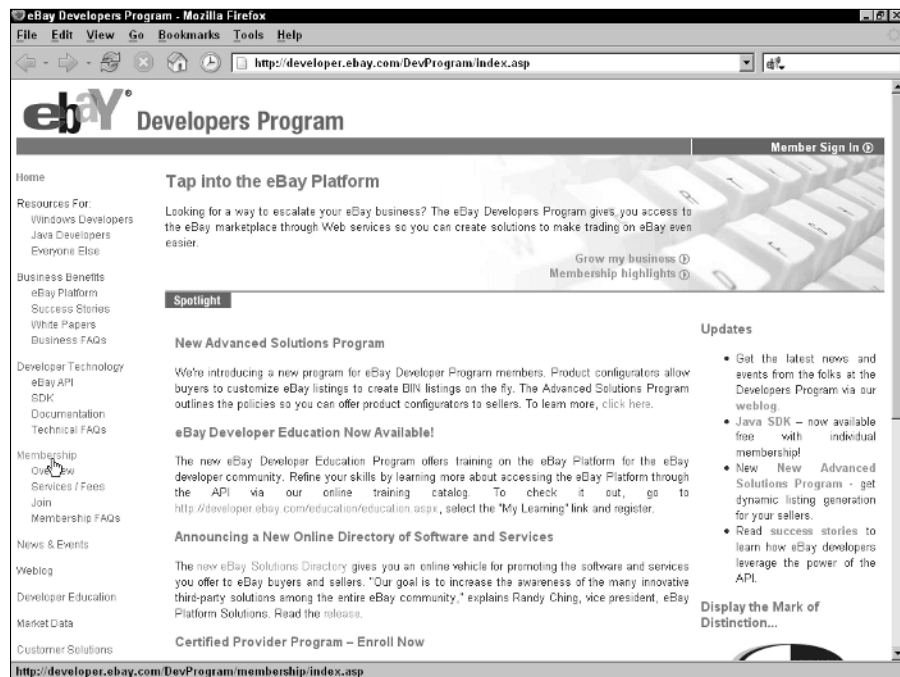 eBay Developers Program - Mozilla Firefox
File Edit View Go Bookmarks Tools Help
http://developer.ebay.com/DevProgram/index.asp
ebaY® Developers Program
Member Sign In
Home
Resources For:
Windows Developers
Java Developers
Everyone Else
Business Benefits
eBay Platform
Success Stories
White Papers
Business FAQs
Developer Technology
eBay API
SDK
Documentation
Technical FAQs
Membership
Overview
Services / Fees
Join
Membership FAQs
News & Events
Weblog
Developer Education
Market Data
Customer Solutions
Tap into the eBay Platform
Looking for a way to escalate your eBay business? The eBay Developers Program gives you access to
the eBay marketplace through Web services so you can create solutions to make trading on eBay even
easier.
Grow my business
Membership highlights
Spotlight
New Advanced Solutions Program
We're introducing a new program for eBay Developer Program members. Product configurators allow
buyers to customize eBay listings to create BIN listings on the fly. The Advanced Solutions Program
outlines the policies so you can offer product configurators to sellers. To learn more, click here.
eBay Developer Education Now Available!
The new eBay Developer Education Program offers training on the eBay Platform for the eBay
developer community. Refine your skills by learning more about accessing the eBay Platform through
the API via our online training catalog. To check it out, go to
http://developer.ebay.com/education/education.aspx, select the "My Learning" link and register.
Announcing a New Online Directory of Software and Services
The new eBay Solutions Directory gives you an online vehicle for promoting the software and services
you offer to eBay buyers and sellers. "Our goal is to increase the awareness of the many innovative
third-party solutions among the entire eBay community," explains Randy Ching, vice president, eBay
Platform Solutions. Read the release.
Certified Provider Program – Enroll Now
Updates
• Get the latest news and
events from the folks at the
Developers Program via our
weblog.
• Java SDK – now available
free with individual
membership!
• New New Advanced
Solutions Program - get
dynamic listing generation
for your sellers.
• Read success stories to
learn how eBay developers
leverage the power of the
API.
Display the Mark of
Distinction...
http://developer.ebay.com/DevProgram/membership/index.asp